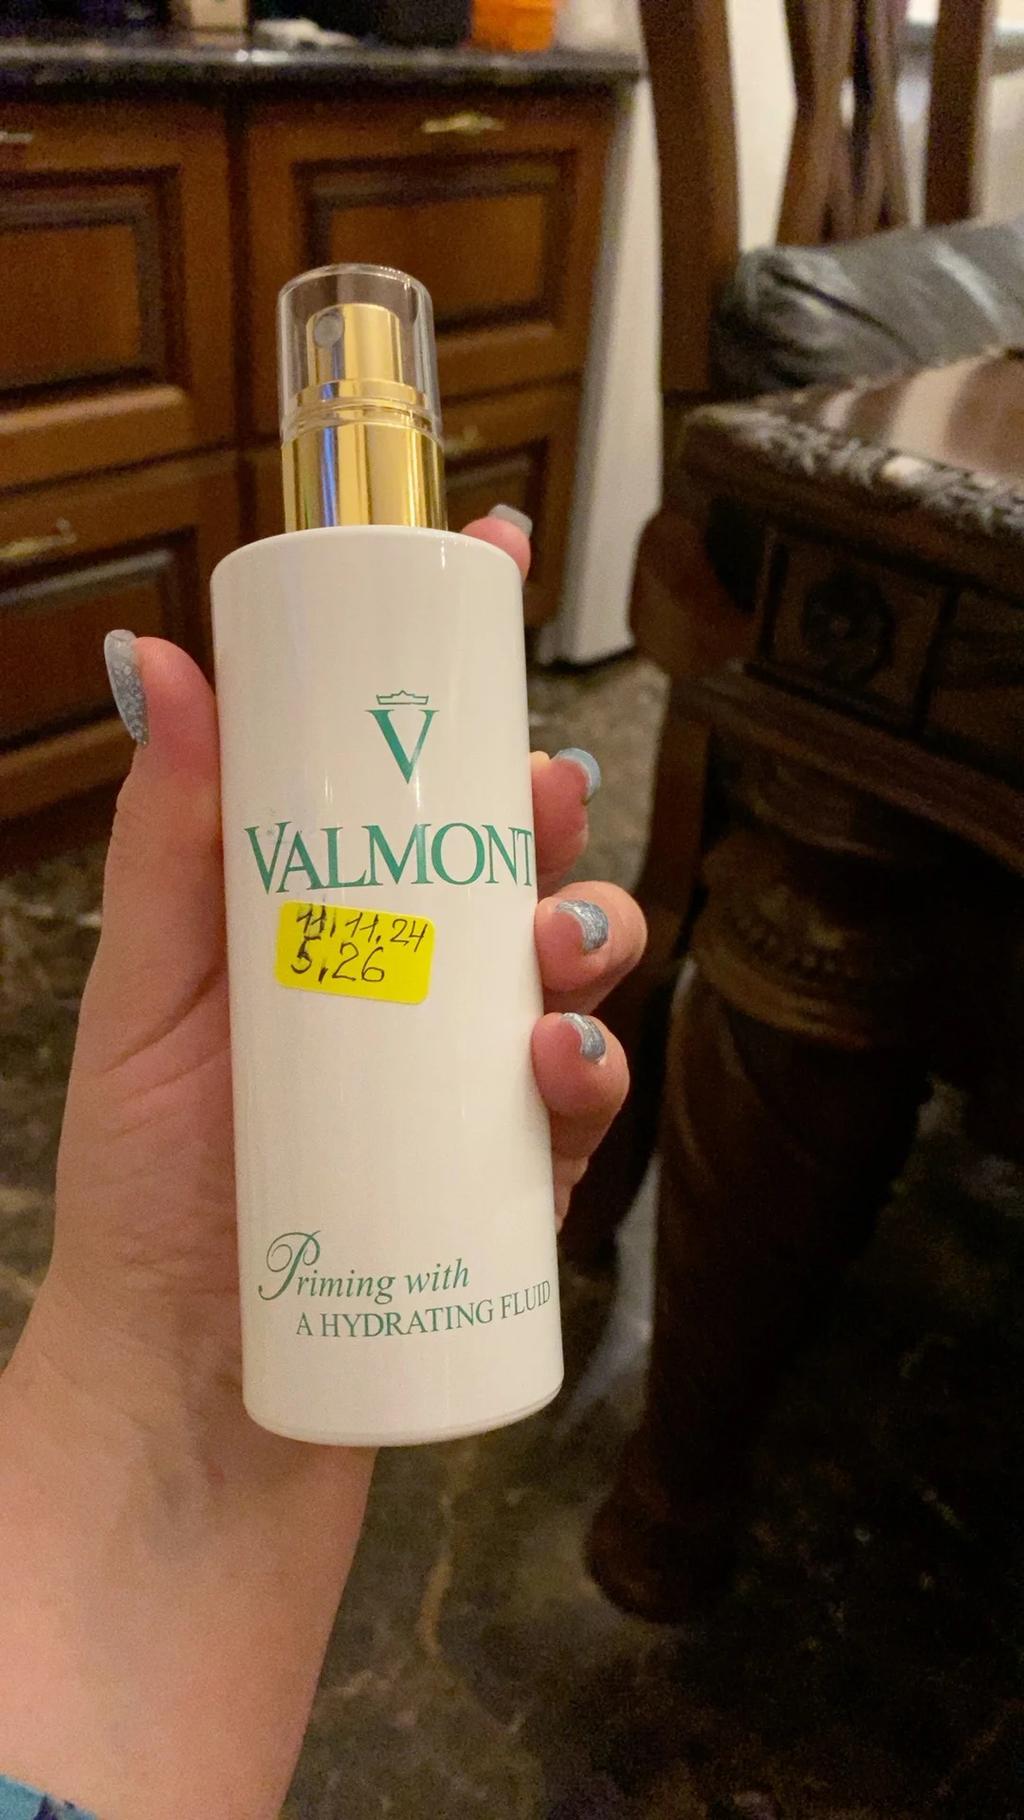 V
VALMONT
11.11.24
5.26
Priming with
A HYDRATING FLUID